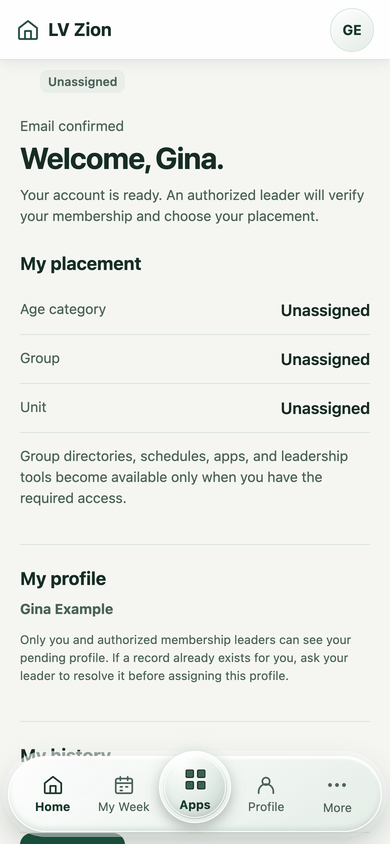 LV Zion
GE
Unassigned
Email confirmed
Welcome, Gina.
Your account is ready. An authorized leader will verify
your membership and choose your placement.
My placement
Age category Unassigned
Group Unassigned
Unit Unassigned
Group directories, schedules, apps, and leadership
tools become available only when you have the
required access.
My profile
Gina Example
Only you and authorized membership leaders can see your
pending profile. If a record already exists for you, ask your
leader to resolve it before assigning this profile.
My history
Home My Week Apps Profile More